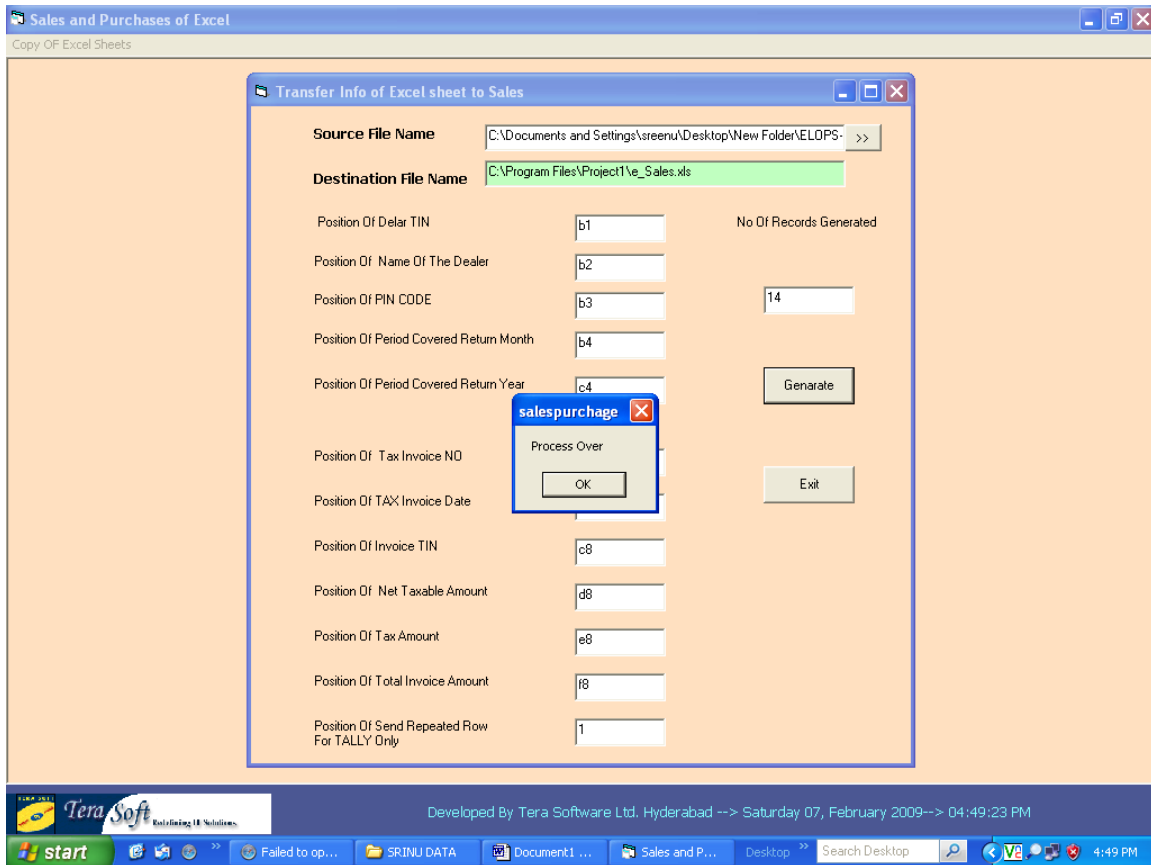 Sales and Purchases of Excel
Copy OF Excel Sheets
Transfer Info of Excel sheet to Sales
Source File Name C:\Documents and Settings\sreenu\Desktop\New Folder\ELOPS- >>
Destination File Name C:\Program Files\Project1\e_Sales.xls
Position Of Delar TIN b1 No Of Records Generated
Position Of Name Of The Dealer b2
Position Of PIN CODE b3 14
Position Of Period Covered Return Month b4
Position Of Period Covered Return Year c4 Genarate
salespurchage
Process Over
Position Of Tax Invoice NO
OK Exit
Position Of TAX Invoice Date
Position Of Invoice TIN c8
Position Of Net Taxable Amount d8
Position Of Tax Amount e8
Position Of Total Invoice Amount f8
Position Of Send Repeated Row
For TALLY Only 1
TERA SOFT
Tera Soft Redefining IT Solutions.
Developed By Tera Software Ltd. Hyderabad --> Saturday 07, February 2009--> 04:49:23 PM
start Failed to op... SRINU DATA Document1 ... Sales and P... Desktop Search Desktop 4:49 PM